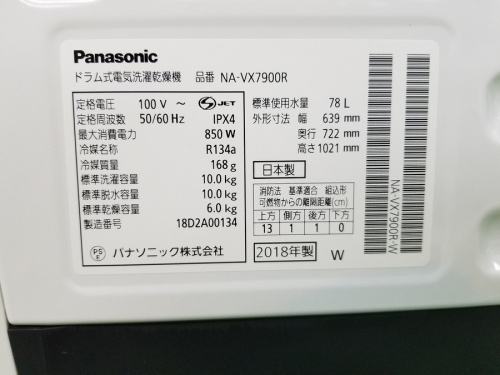 Panasonic
ドラム式電気洗濯乾燥機 品番 NA-VX7900R
定格電圧 100 V ～ S JET
定格周波数 50/60 Hz IPX4
最大消費電力 850 W
冷媒名称 R134a
冷媒質量 168 g
標準洗濯容量 10.0 kg
標準脱水容量 10.0 kg
標準乾燥容量 6.0 kg
製造番号 18D2A00134
PS E パナソニック株式会社
標準使用水量 78 L
外形寸法 幅 639 mm
奥行 722 mm
高さ 1021 mm
日本製
消防法 基準適合 組込形
可燃物からの離隔距離(cm)
上方 側方 後方 下方
13 1 1 0
2018年製 W
NA-VX7900R-W